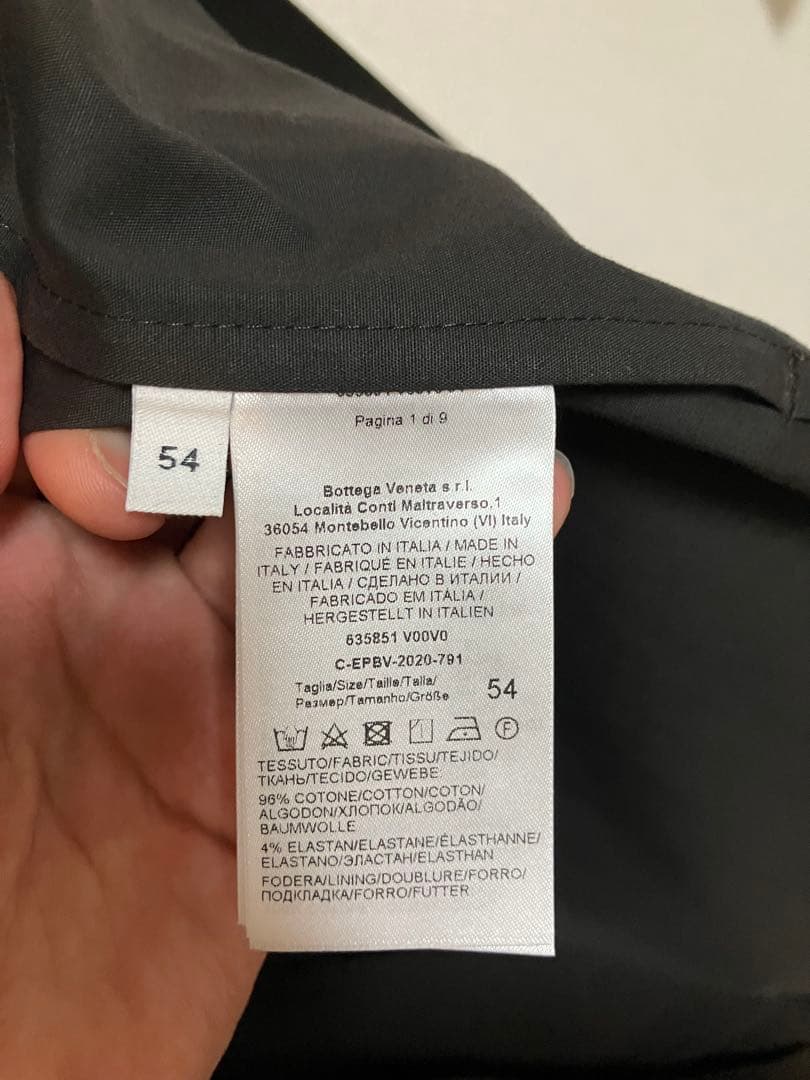 54
Pagina 1 di 9
Bottega Veneta s r.l.
Località Conti Maltraverso,1
36054 Montebello Vicentino (VI) Italy
FABBRICATO IN ITALIA / MADE IN
ITALY / FABRIQUÉ EN ITALIE / HECHO
EN ITALIA / СДЕЛАНО В ИТАЛИИ /
FABRICADO EM ITÁLIA /
HERGESTELLT IN ITALIEN
635851 V00V0
C-EPBV-2020-791
Taglia/Size/Taille/Talla/
Размер/Tamanho/Größe 54
TESSUTO/FABRIC/TISSU/TEJIDO/
ТКАНЬ/TECIDO/GEWEBE:
96% COTONE/COTTON/COTON/
ALGODON/ХЛОПОК/ALGODÃO/
BAUMWOLLE
4% ELASTAN/ELASTANE/ÉLASTHANNE/
ELASTANO/ЭЛАСТАН/ELASTHAN
FODERA/LINING/DOUBLURE/FORRO/
ПОДКЛАДКА/FORRO/FUTTER